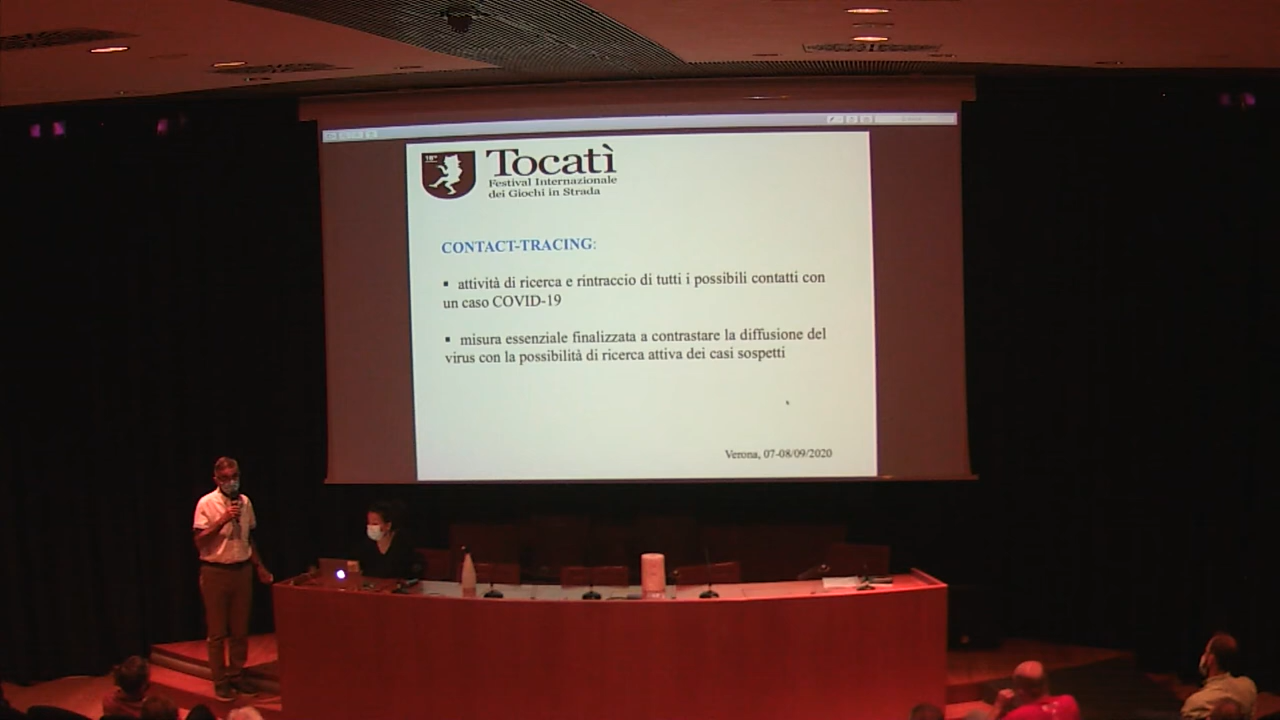 18°
Tocatì
Festival Internazionale
dei Giochi in Strada
CONTACT-TRACING:
▪ attività di ricerca e rintraccio di tutti i possibili contatti con
un caso COVID-19
▪ misura essenziale finalizzata a contrastare la diffusione del
virus con la possibilità di ricerca attiva dei casi sospetti
Verona, 07-08/09/2020